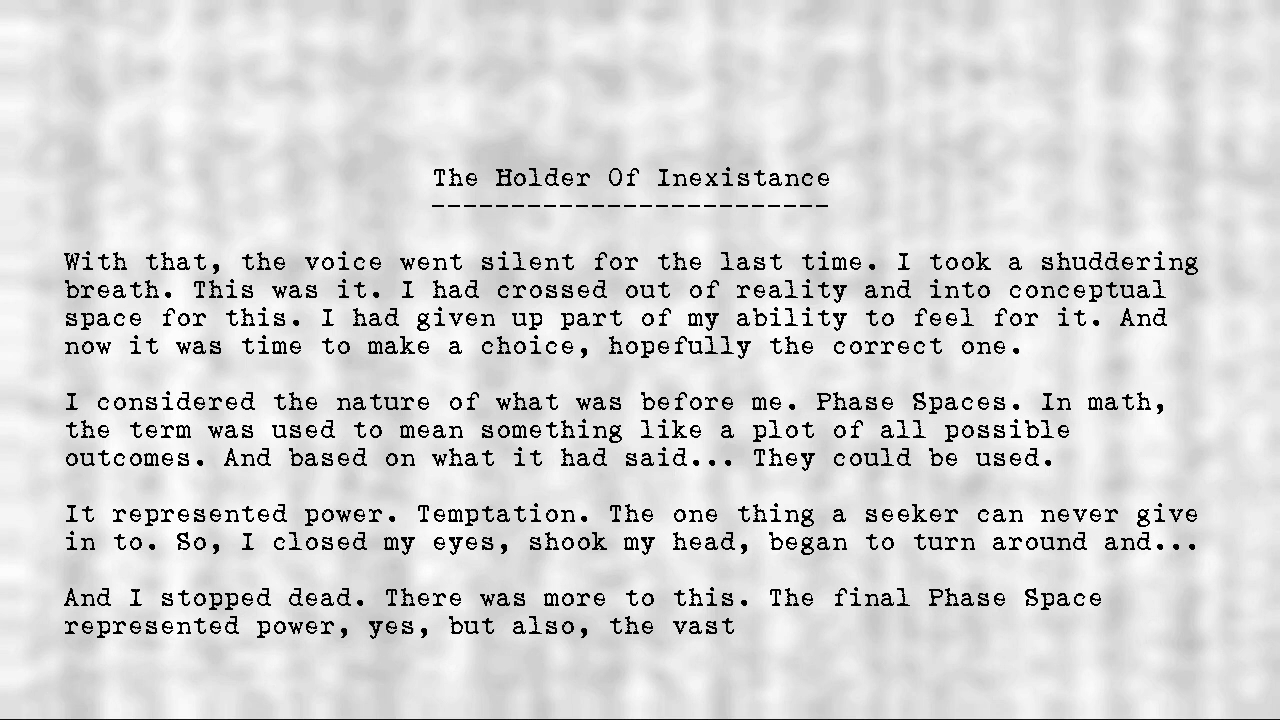 The Holder Of Inexistance
-------------------------
With that, the voice went silent for the last time. I took a shuddering
breath. This was it. I had crossed out of reality and into conceptual
space for this. I had given up part of my ability to feel for it. And
now it was time to make a choice, hopefully the correct one.
I considered the nature of what was before me. Phase Spaces. In math,
the term was used to mean something like a plot of all possible
outcomes. And based on what it had said... They could be used.
It represented power. Temptation. The one thing a seeker can never give
in to. So, I closed my eyes, shook my head, began to turn around and...
And I stopped dead. There was more to this. The final Phase Space
represented power, yes, but also, the vast